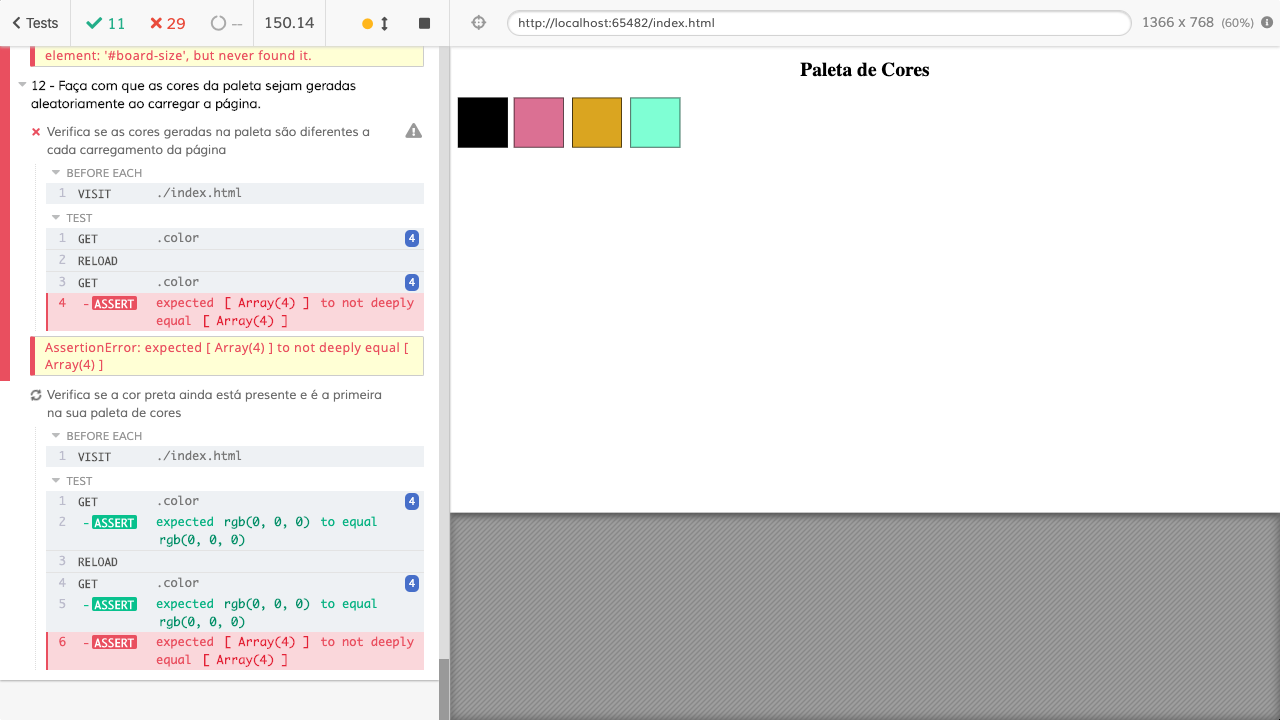 Tests 11 29 -- 150.14
http://localhost:65482/index.html
1366 x 768 (60%)
element: '#board-size', but never found it.
12 - Faça com que as cores da paleta sejam geradas
aleatoriamente ao carregar a página.
Verifica se as cores geradas na paleta são diferentes a
cada carregamento da página
BEFORE EACH
1 VISIT ./index.html
TEST
1 GET .color 4
2 RELOAD
3 GET .color 4
4 -ASSERT expected [ Array(4) ] to not deeply
equal [ Array(4) ]
AssertionError: expected [ Array(4) ] to not deeply equal [
Array(4) ]
Verifica se a cor preta ainda está presente e é a primeira
na sua paleta de cores
BEFORE EACH
1 VISIT ./index.html
TEST
1 GET .color 4
2 -ASSERT expected rgb(0, 0, 0) to equal
rgb(0, 0, 0)
3 RELOAD
4 GET .color 4
5 -ASSERT expected rgb(0, 0, 0) to equal
rgb(0, 0, 0)
6 -ASSERT expected [ Array(4) ] to not deeply
equal [ Array(4) ]
Paleta de Cores